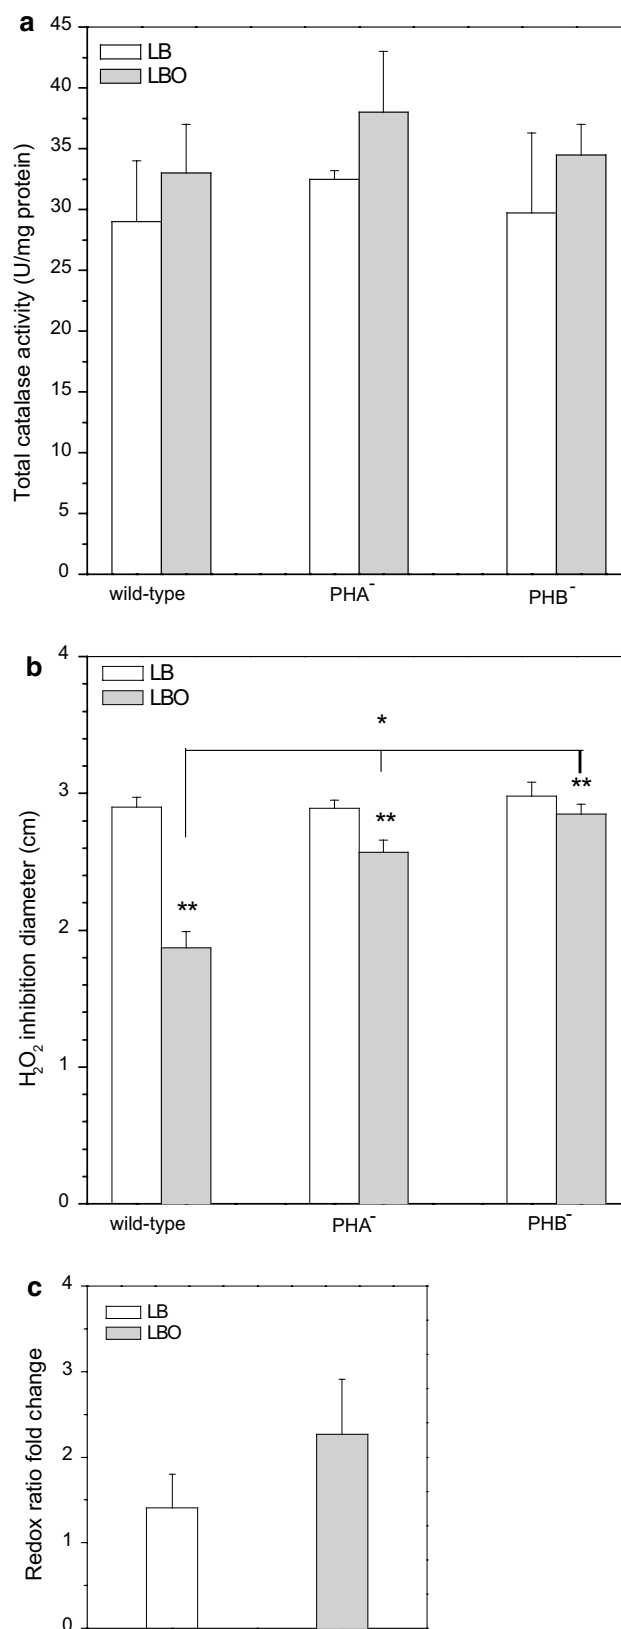 a
45
40
35
30
25
20
15
10
5
0
Total catalase activity (U/mg protein)
LB
LBO
wild-type PHA⁻ PHB⁻
b
4
3
2
1
0
H₂O₂ inhibition diameter (cm)
LB
LBO
*
**
**
**
wild-type PHA⁻ PHB⁻
c
4
3
2
1
0
Redox ratio fold change
LB
LBO